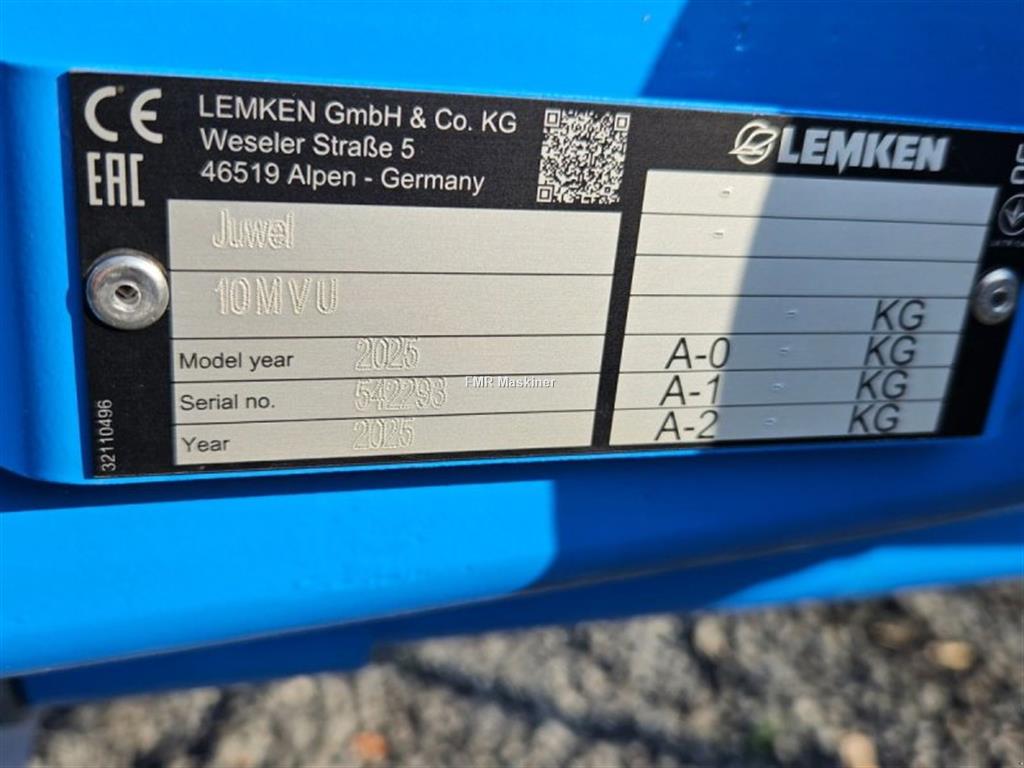 CE
EAC
LEMKEN GmbH & Co. KG
Weseler Straße 5
46519 Alpen - Germany
LEMKEN
Juwel
10MVU
Model year 2025
Serial no. 542293
Year 2025
32110496
-
-
- KG
A-0 - KG
A-1 - KG
A-2 - KG
FMR Maskiner